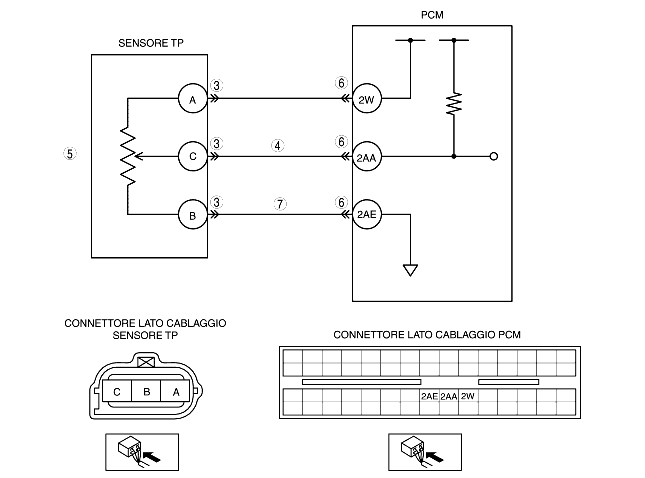 PCM
SENSORE TP
3
6
A
2W
3
4
6
5
C
2AA
3
7
6
B
2AE
CONNETTORE LATO CABLAGGIO
SENSORE TP
CONNETTORE LATO CABLAGGIO PCM
C B A
2AE 2AA 2W